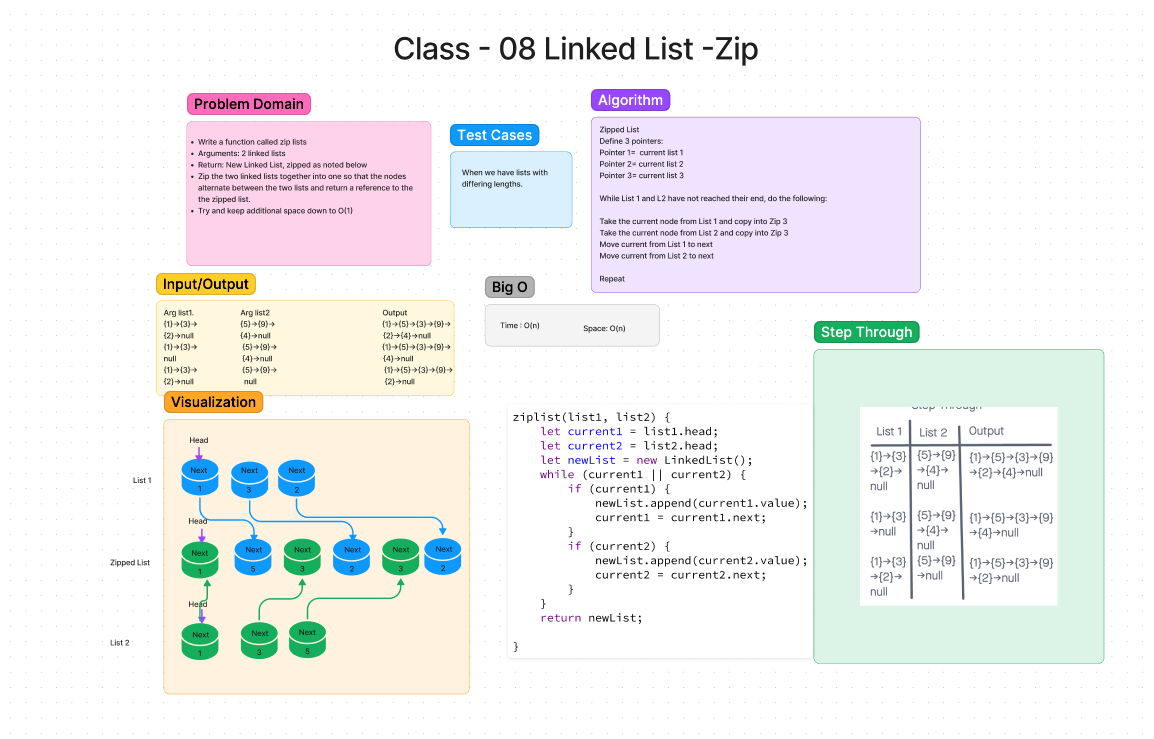 Class - 08 Linked List -Zip
Problem Domain
• Write a function called zip lists
• Arguments: 2 linked lists
• Return: New Linked List, zipped as noted below
• Zip the two linked lists together into one so that the nodes
alternate between the two lists and return a reference to the
the zipped list.
• Try and keep additional space down to O(1)
Test Cases
When we have lists with
differing lengths.
Algorithm
Zipped List
Define 3 pointers:
Pointer 1=  current list 1
Pointer 2= current list 2
Pointer 3= current list 3
While List 1 and L2 have not reached their end, do the following:
Take the current node from List 1 and copy into Zip 3
Take the current node from List 2 and copy into Zip 3
Move current from List 1 to next
Move current from List 2 to next
Repeat
Input/Output
Arg list1. Arg list2 Output
{1}→{3}→ {5}→{9}→ {1}→{5}→{3}→{9}→
{2}→null {4}→null {2}→{4}→null
{1}→{3}→ {5}→{9}→ {1}→{5}→{3}→{9}→
null {4}→null {4}→null
{1}→{3}→ {5}→{9}→ {1}→{5}→{3}→{9}→
{2}→null null {2}→null
Big O
Time : O(n)
Space: O(n)
Visualization
Head
List 1
Next Next Next
1 3 2
Head
Zipped List
Next Next Next Next Next Next
1 5 3 2 3 2
Head
List 2
Next Next Next
1 3 5
ziplist(list1, list2) {
let current1 = list1.head;
let current2 = list2.head;
let newList = new LinkedList();
while (current1 || current2) {
if (current1) {
newList.append(current1.value);
current1 = current1.next;
}
if (current2) {
newList.append(current2.value);
current2 = current2.next;
}
}
return newList;
}
Step Through
Step Through
List 1 List 2 Output
{1}→{3} {5}→{9} {1}→{5}→{3}→{9}
→{2}→ →{4}→ →{2}→{4}→null
null null
{1}→{3} {5}→{9} {1}→{5}→{3}→{9}
→null →{4}→ →{4}→null
null
{1}→{3} {5}→{9} {1}→{5}→{3}→{9}
→{2}→ →null →{2}→null
null